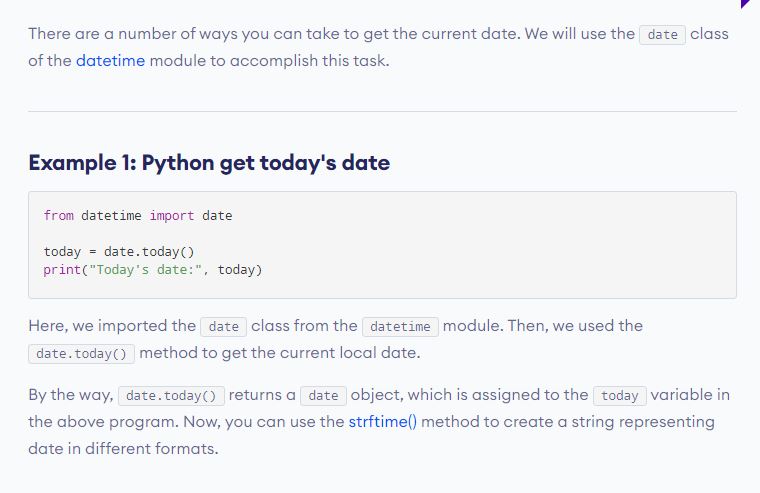 There are a number of ways you can take to get the current date. We will use the date class
of the datetime module to accomplish this task.
Example 1: Python get today's date
from datetime import date
today = date.today()
print("Today's date:", today)
Here, we imported the date class from the datetime module. Then, we used the
date.today() method to get the current local date.
By the way, date.today() returns a date object, which is assigned to the today variable in
the above program. Now, you can use the strftime() method to create a string representing
date in different formats.